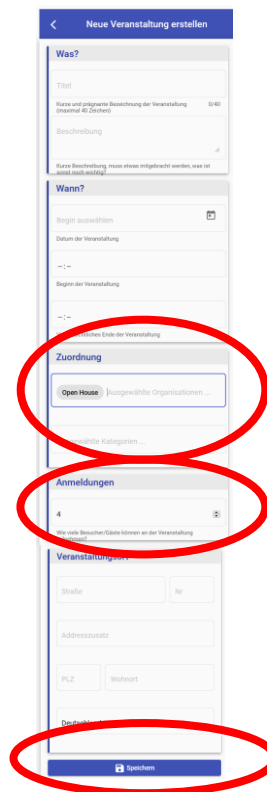 Neue Veranstaltung erstellen
Was?
Titel
Kurze und prägnante Bezeichnung der Veranstaltung 0/40
(maximal 40 Zeichen)
Beschreibung
Kurze Beschreibung, muss etwas mitgebracht werden, was ist
sonst noch wichtig?
Wann?
Begin auswählen
Datum der Veranstaltung
--:--
Beginn der Veranstaltung
--:--
Ende der Veranstaltung
Zuordnung
Open House Ausgewählte Organisationen ...
Kategorien ...
Anmeldungen
4
Wie viele Besucher/Gäste können an der Veranstaltung
Veranstaltungsort
Straße Nr
Addresszusatz
PLZ Wohnort
Speichern